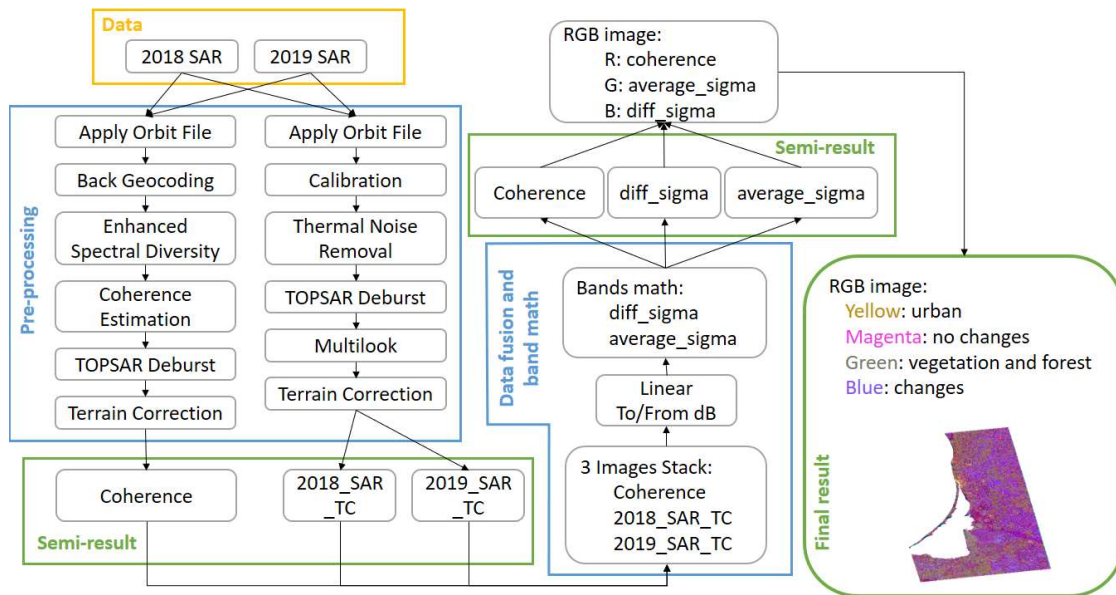 Data
2018 SAR
2019 SAR
Pre-processing
Apply Orbit File
Back Geocoding
Enhanced
Spectral Diversity
Coherence
Estimation
TOPSAR Deburst
Terrain Correction
Apply Orbit File
Calibration
Thermal Noise
Removal
TOPSAR Deburst
Multilook
Terrain Correction
Coherence
2018_SAR
_TC
2019_SAR
_TC
Semi-result
RGB image:
R: coherence
G: average_sigma
B: diff_sigma
Semi-result
Coherence
diff_sigma
average_sigma
Data fusion and
band math
Bands math:
diff_sigma
average_sigma
Linear
To/From dB
3 Images Stack:
Coherence
2018_SAR_TC
2019_SAR_TC
Final result
RGB image:
Yellow: urban
Magenta: no changes
Green: vegetation and forest
Blue: changes